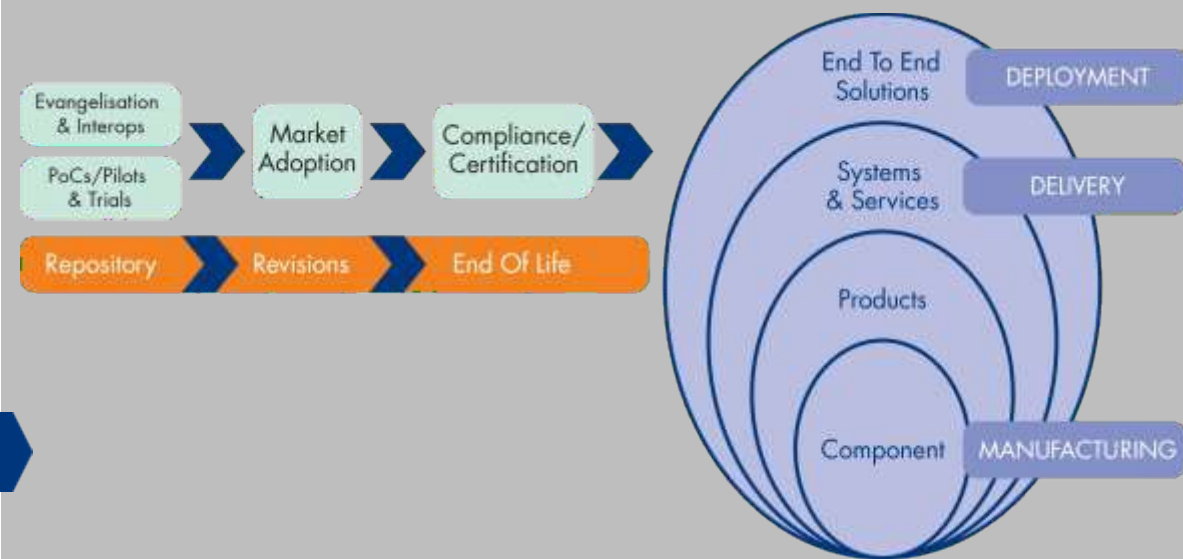 Evangelisation
& Interops
PoCs/Pilots
& Trials
Market
Adoption
Compliance/
Certification
Repository
Revisions
End Of Life
End To End
Solutions
DEPLOYMENT
Systems
& Services
DELIVERY
Products
Component
MANUFACTURING